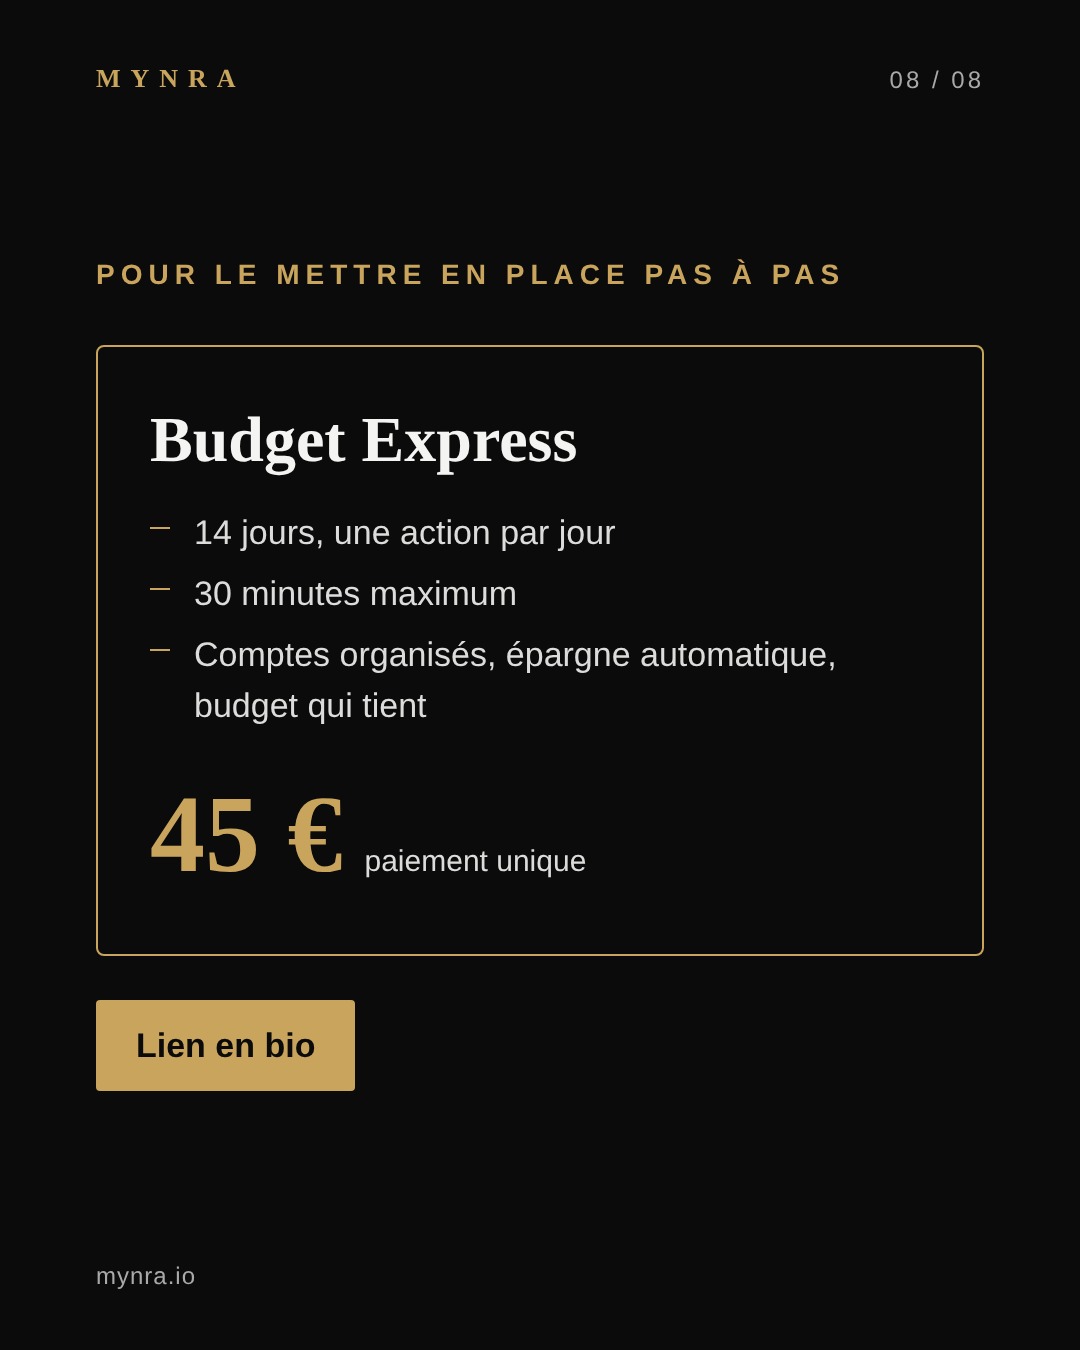 MYNRA
08 / 08
POUR LE METTRE EN PLACE PAS À PAS
Budget Express
— 14 jours, une action par jour
— 30 minutes maximum
— Comptes organisés, épargne automatique,
budget qui tient
45 € paiement unique
Lien en bio
mynra.io